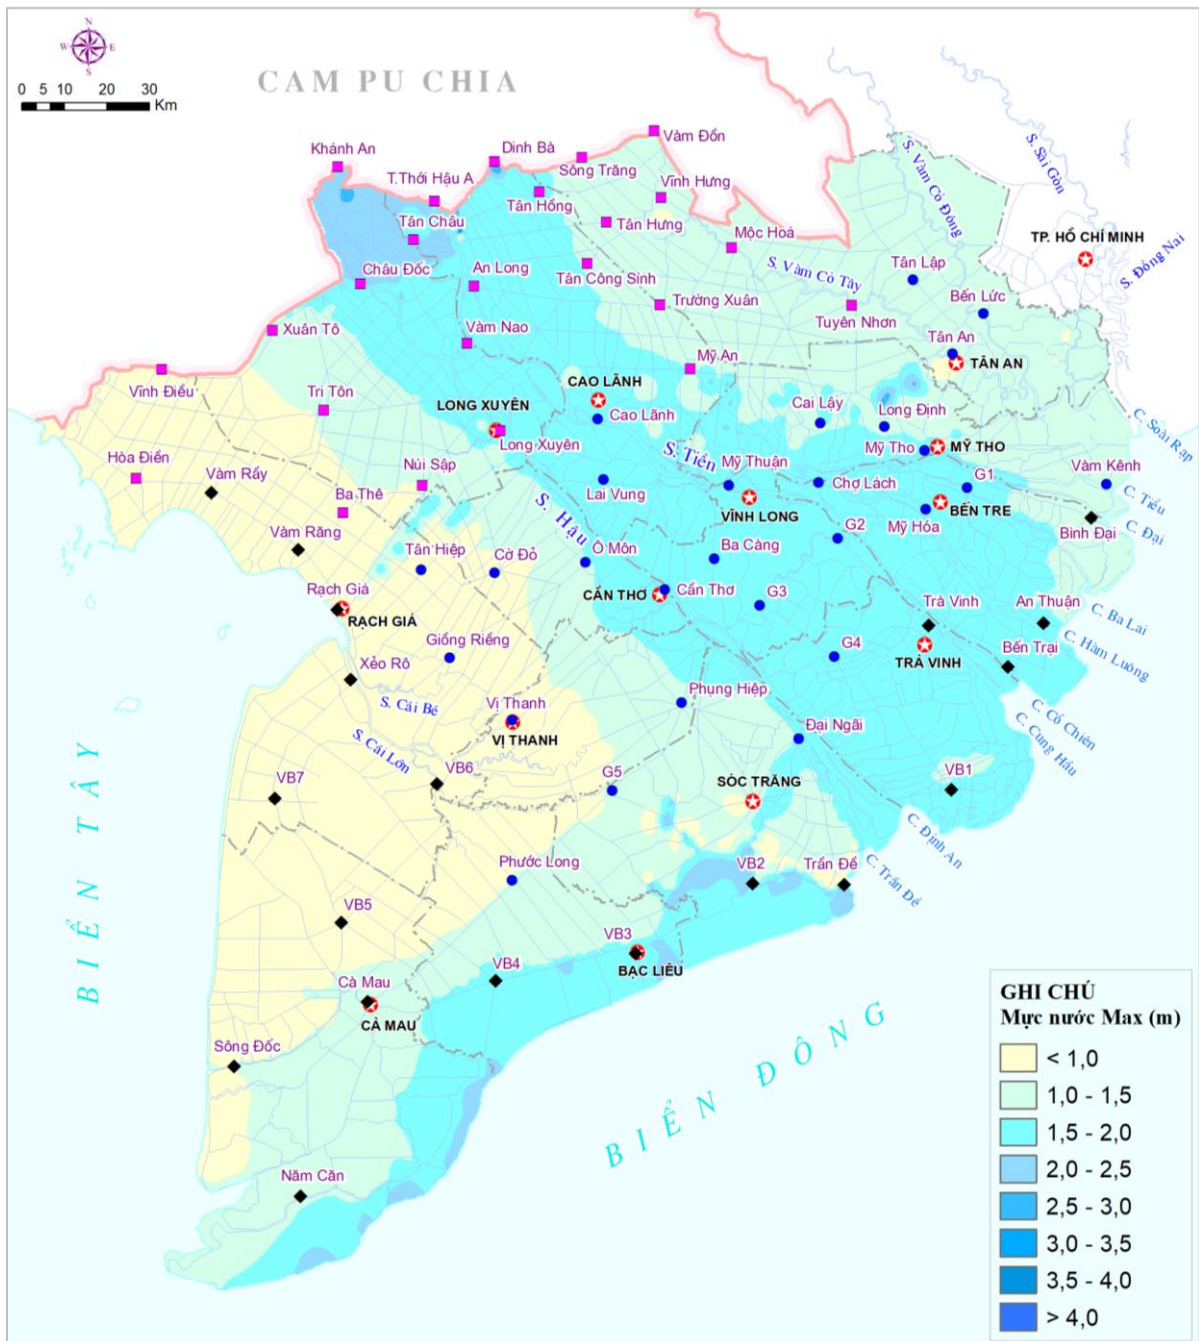 N
W E
S
0 5 10 20 30
Km
CAM PU CHIA
Vàm Đồn
Dinh Bà
Sông Trăng
Khánh An
T.Thới Hậu A
Vĩnh Hưng
Tân Hồng
Tân Châu
Tân Hưng
Mộc Hoá
S. Vàm Cỏ Đông
S. Sài Gòn
TP. HỒ CHÍ MINH
S. Đồng Nai
Châu Đốc
An Long
Tân Công Sính
S. Vàm Cỏ Tây
Tân Lập
Bến Lức
Trường Xuân
Tuyên Nhơn
Xuân Tô
Vàm Nao
Tân An
TÂN AN
Vĩnh Điều
Tri Tôn
Mỹ An
CAO LÃNH
LONG XUYÊN
Cao Lãnh
Cai Lậy
Long Định
C. Soài Rạp
Long Xuyên
Mỹ Tho
MỸ THO
S. Tiền
Hòa Điền
Vàm Rầy
Núi Sập
Mỹ Thuận
G1
Vàm Kênh
Lai Vung
Chợ Lách
C. Tiểu
Ba Thê
S. Hậu
VĨNH LONG
BẾN TRE
Mỹ Hóa
Bình Đại
C. Đại
Vàm Răng
G2
Tân Hiệp
Cờ Đỏ
Ô Môn
Ba Càng
Rạch Giá
RẠCH GIÁ
CẦN THƠ
Cần Thơ
G3
Trà Vinh
An Thuận
C. Ba Lai
Giồng Riềng
G4
TRÀ VINH
C. Hàm Luông
Bến Trại
Xẻo Rô
S. Cái Bé
Vị Thanh
VỊ THANH
Phụng Hiệp
C. Cổ Chiên
C. Cung Hầu
S. Cái Lớn
Đại Ngãi
VB7
VB6
G5
SÓC TRĂNG
VB1
C. Định An
BIỂN TÂY
Phước Long
VB2
Trần Đề
C. Trần Đề
VB5
VB3
BẠC LIÊU
VB4
Cà Mau
CÀ MAU
Sông Đốc
BIỂN ĐÔNG
Năm Căn
GHI CHÚ
Mực nước Max (m)
< 1,0
1,0 - 1,5
1,5 - 2,0
2,0 - 2,5
2,5 - 3,0
3,0 - 3,5
3,5 - 4,0
> 4,0